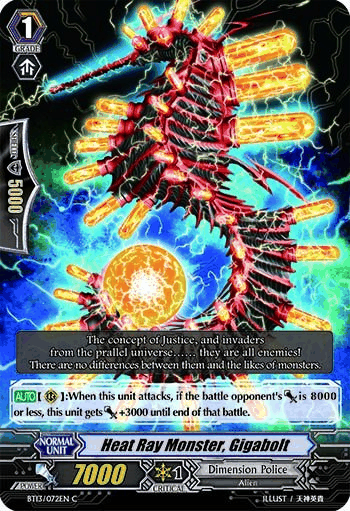 1
GRADE
SHIELD
5000
The concept of Justice, and invaders
from the prallel universe...... they are all enemies!
There are no differences between them and the likes of monsters.
AUTO [ ]:When this unit attacks, if the battle opponent's is 8000
or less, this unit gets +3000 until end of that battle.
NORMAL UNIT
Heat Ray Monster, Gigabolt
POWER 7000
1 CRITICAL
Dimension Police
Alien
BT13/072EN C
ILLUST / 天神英貴